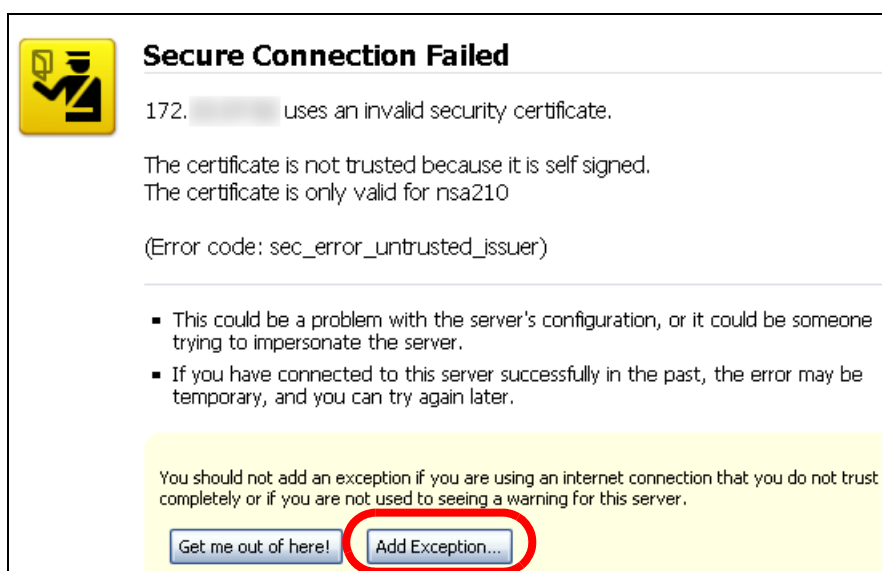 Secure Connection Failed
172. uses an invalid security certificate.
The certificate is not trusted because it is self signed.
The certificate is only valid for nsa210
(Error code: sec_error_untrusted_issuer)
▪ This could be a problem with the server's configuration, or it could be someone
trying to impersonate the server.
▪ If you have connected to this server successfully in the past, the error may be
temporary, and you can try again later.
You should not add an exception if you are using an internet connection that you do not trust
completely or if you are not used to seeing a warning for this server.
Get me out of here! Add Exception...